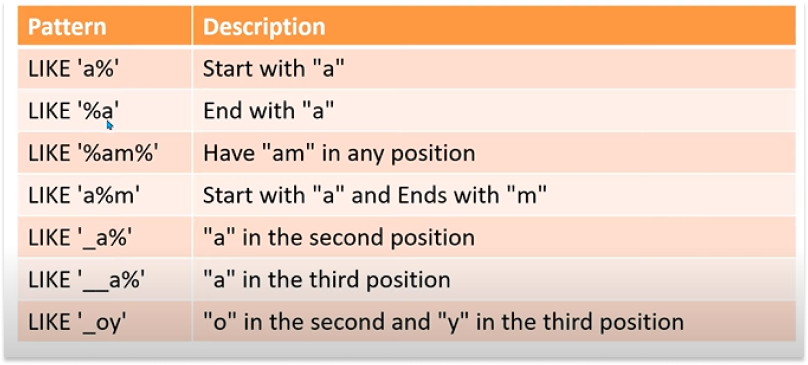 Pattern Description
LIKE 'a%' Start with "a"
LIKE '%a' End with "a"
LIKE '%am%' Have "am" in any position
LIKE 'a%m' Start with "a" and Ends with "m"
LIKE '_a%' "a" in the second position
LIKE '__a%' "a" in the third position
LIKE '_oy' "o" in the second and "y" in the third position